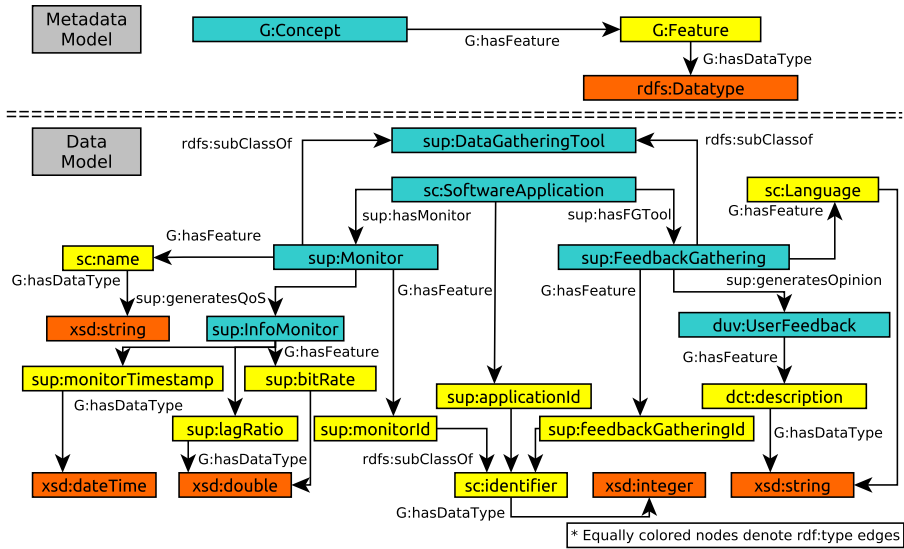 Metadata
Model
G:Concept
G:hasFeature
G:Feature
G:hasDataType
rdfs:Datatype
Data
Model
rdfs:subClassOf
sup:DataGatheringTool
rdfs:subClassof
sc:SoftwareApplication
sc:Language
sup:hasMonitor
sup:hasFGTool
G:hasFeature
G:hasFeature
sc:name
sup:Monitor
sup:FeedbackGathering
G:hasDataType
sup:generatesQoS
G:hasFeature
G:hasFeature
sup:generatesOpinion
xsd:string
sup:InfoMonitor
duv:UserFeedback
G:hasFeature
G:hasFeature
sup:monitorTimestamp
sup:bitRate
sup:applicationId
dct:description
G:hasDataType
sup:lagRatio
sup:monitorId
sup:feedbackGatheringId
G:hasDataType
G:hasDataType
rdfs:subClassOf
xsd:dateTime
xsd:double
sc:identifier
xsd:integer
xsd:string
G:hasDataType
* Equally colored nodes denote rdf:type edges